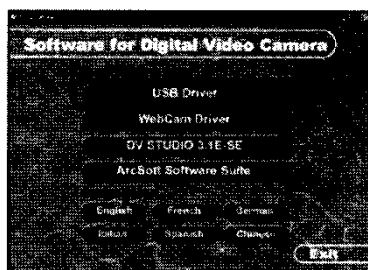 Software for Digital Video Camera
USB Driver
WebCam Driver
DV STUDIO 3.1E-SE
ArcSoft Software Suite
English French German
Italian Spanish Chinese
Exit